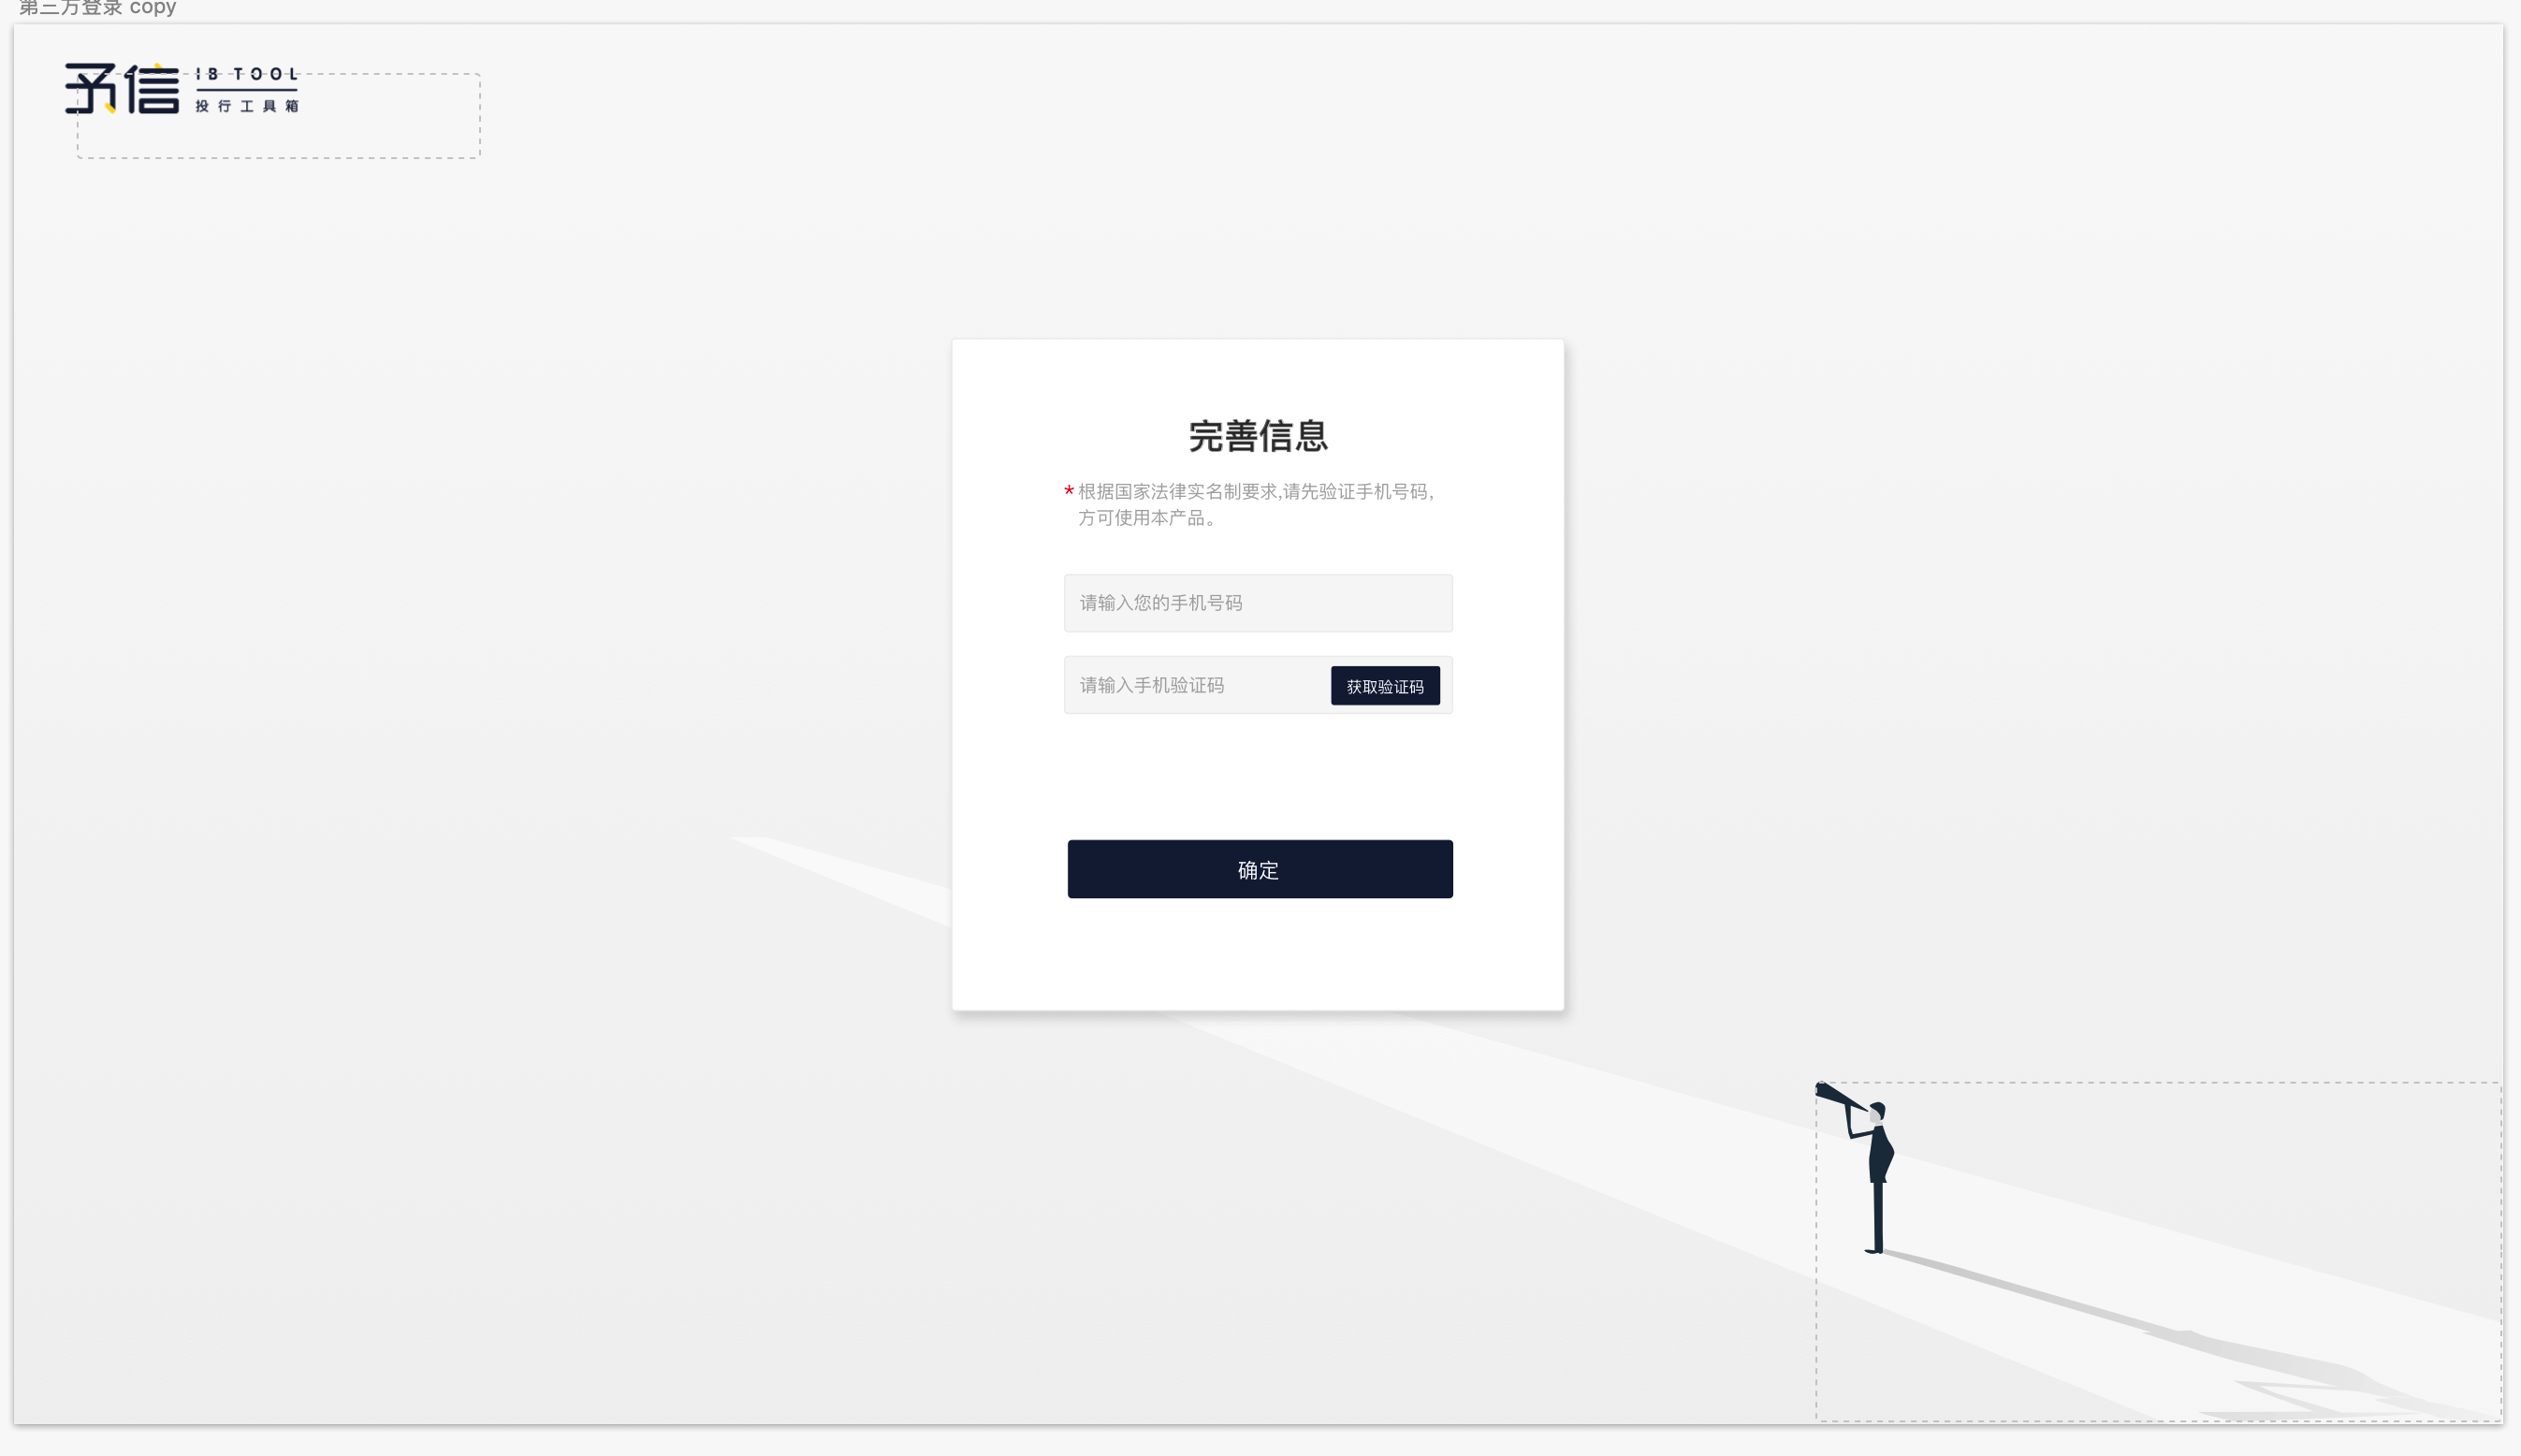 第三方登录 copy
予信
IB TOOL
投行工具箱
完善信息
* 根据国家法律实名制要求,请先验证手机号码,
方可使用本产品。
请输入您的手机号码
请输入手机验证码
获取验证码
确定